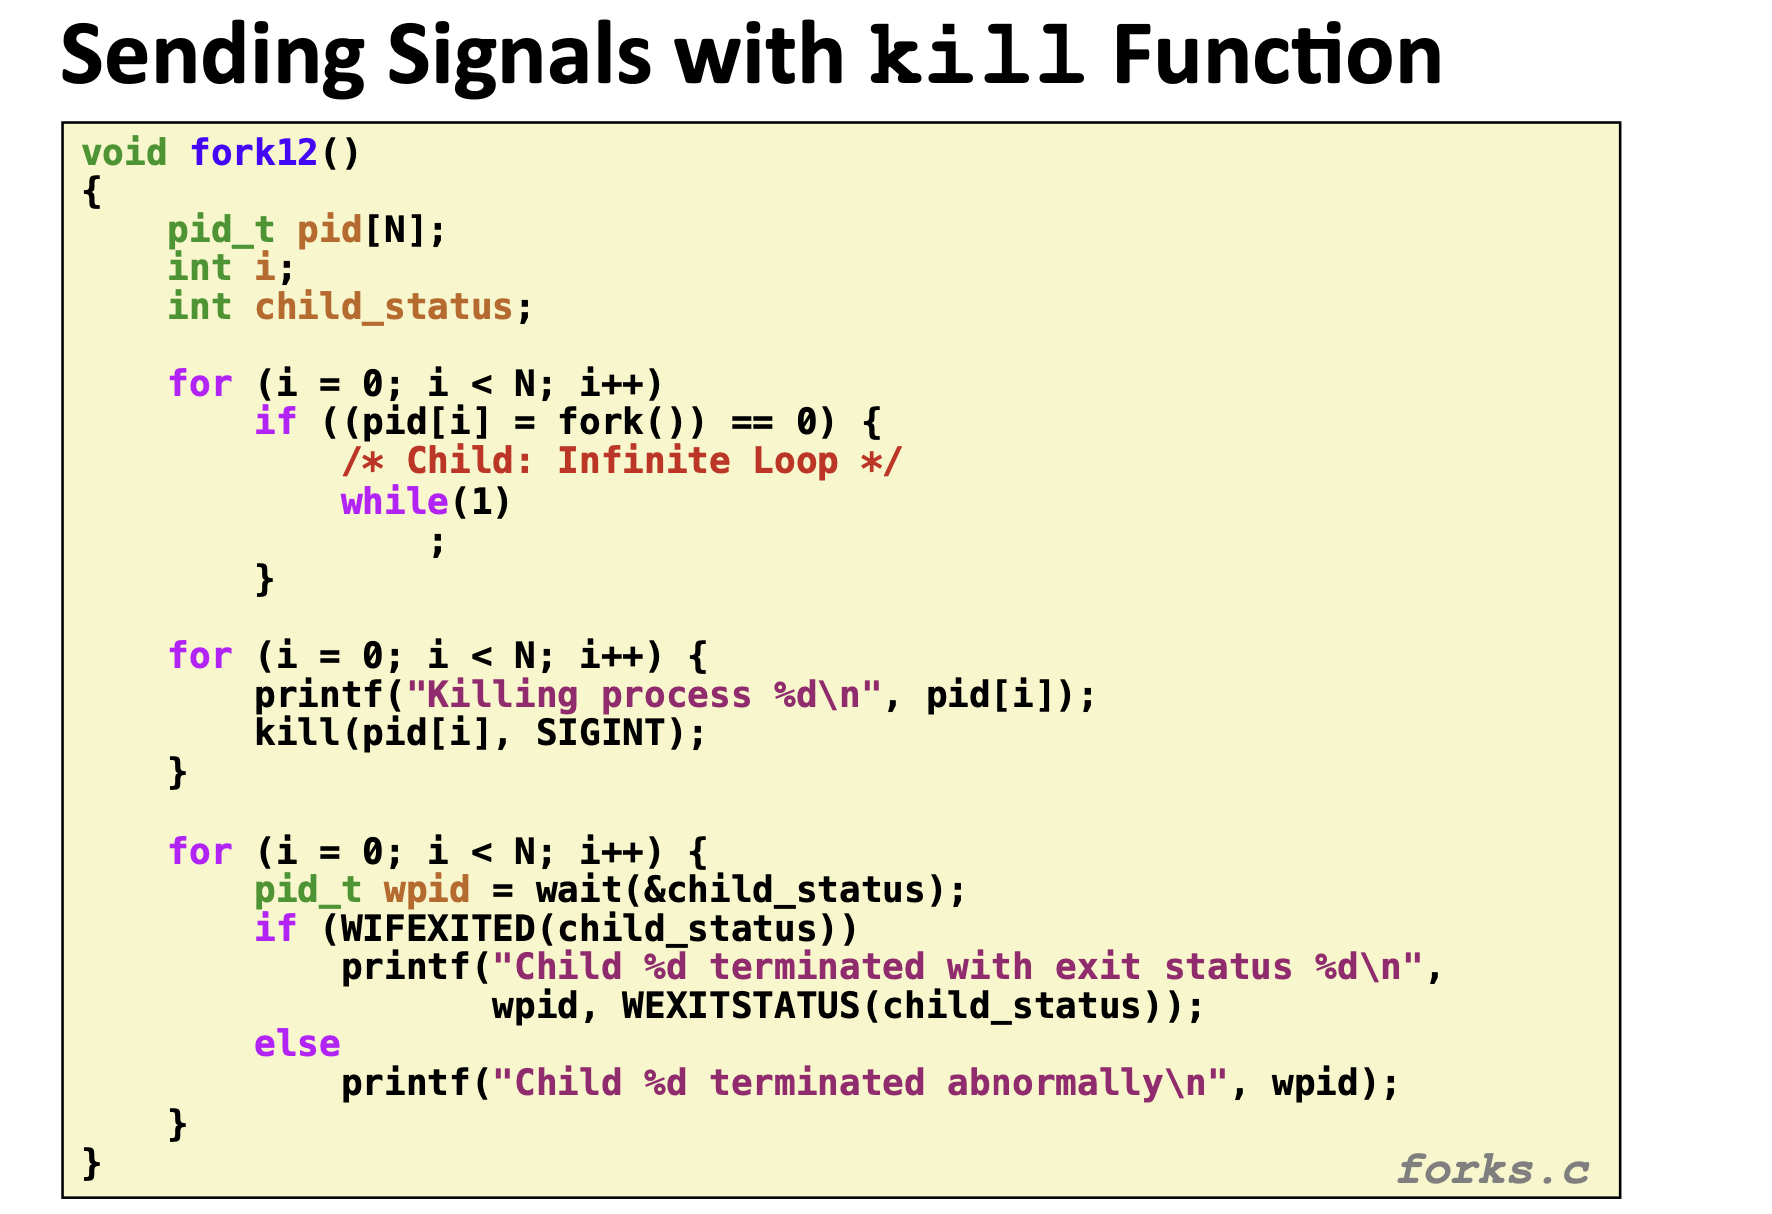 Sending Signals with kill Function
void fork12()
{
    pid_t pid[N];
    int i;
    int child_status;

    for (i = 0; i < N; i++)
        if ((pid[i] = fork()) == 0) {
            /* Child: Infinite Loop */
            while(1)
                ;
        }

    for (i = 0; i < N; i++) {
        printf("Killing process %d\n", pid[i]);
        kill(pid[i], SIGINT);
    }

    for (i = 0; i < N; i++) {
        pid_t wpid = wait(&child_status);
        if (WIFEXITED(child_status))
            printf("Child %d terminated with exit status %d\n",
                   wpid, WEXITSTATUS(child_status));
        else
            printf("Child %d terminated abnormally\n", wpid);
    }
}
forks.c